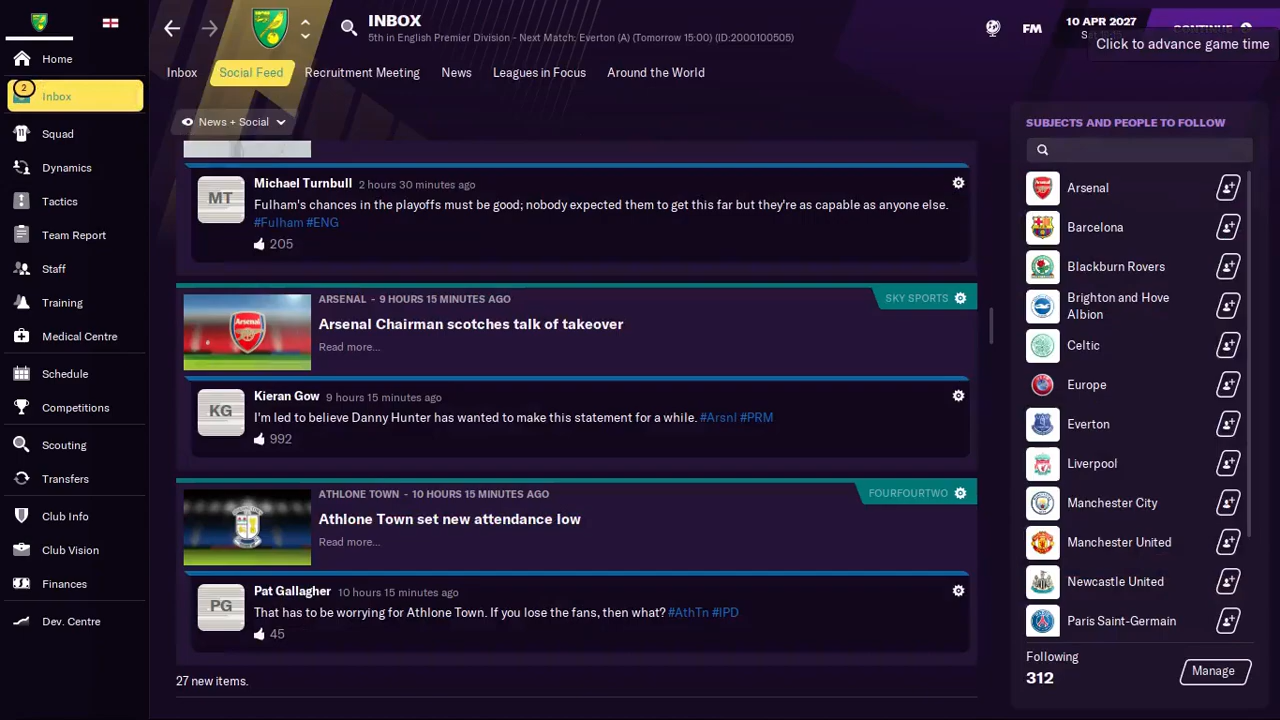 INBOX
5th in English Premier Division - Next Match: Everton (A) (Tomorrow 15:00) (ID:2000100505)
FM
10 APR 2027
Click to advance game time
Home
2
Inbox
Squad
Dynamics
Tactics
Team Report
Staff
Training
Medical Centre
Schedule
Competitions
Scouting
Transfers
Club Info
Club Vision
Finances
Dev. Centre
Inbox
Social Feed
Recruitment Meeting
News
Leagues in Focus
Around the World
News + Social
MT
Michael Turnbull 2 hours 30 minutes ago
Fulham's chances in the playoffs must be good; nobody expected them to get this far but they're as capable as anyone else.
#Fulham #ENG
205
ARSENAL - 9 HOURS 15 MINUTES AGO
SKY SPORTS
Arsenal Chairman scotches talk of takeover
Read more...
KG
Kieran Gow 9 hours 15 minutes ago
I'm led to believe Danny Hunter has wanted to make this statement for a while. #Arsnl #PRM
992
ATHLONE TOWN - 10 HOURS 15 MINUTES AGO
FOURFOURTWO
Athlone Town set new attendance low
Read more...
PG
Pat Gallagher 10 hours 15 minutes ago
That has to be worrying for Athlone Town. If you lose the fans, then what? #AthTn #IPD
45
27 new items.
SUBJECTS AND PEOPLE TO FOLLOW
Arsenal
Barcelona
Blackburn Rovers
Brighton and Hove
Albion
Celtic
Europe
Everton
Liverpool
Manchester City
Manchester United
Newcastle United
Paris Saint-Germain
Following
312
Manage